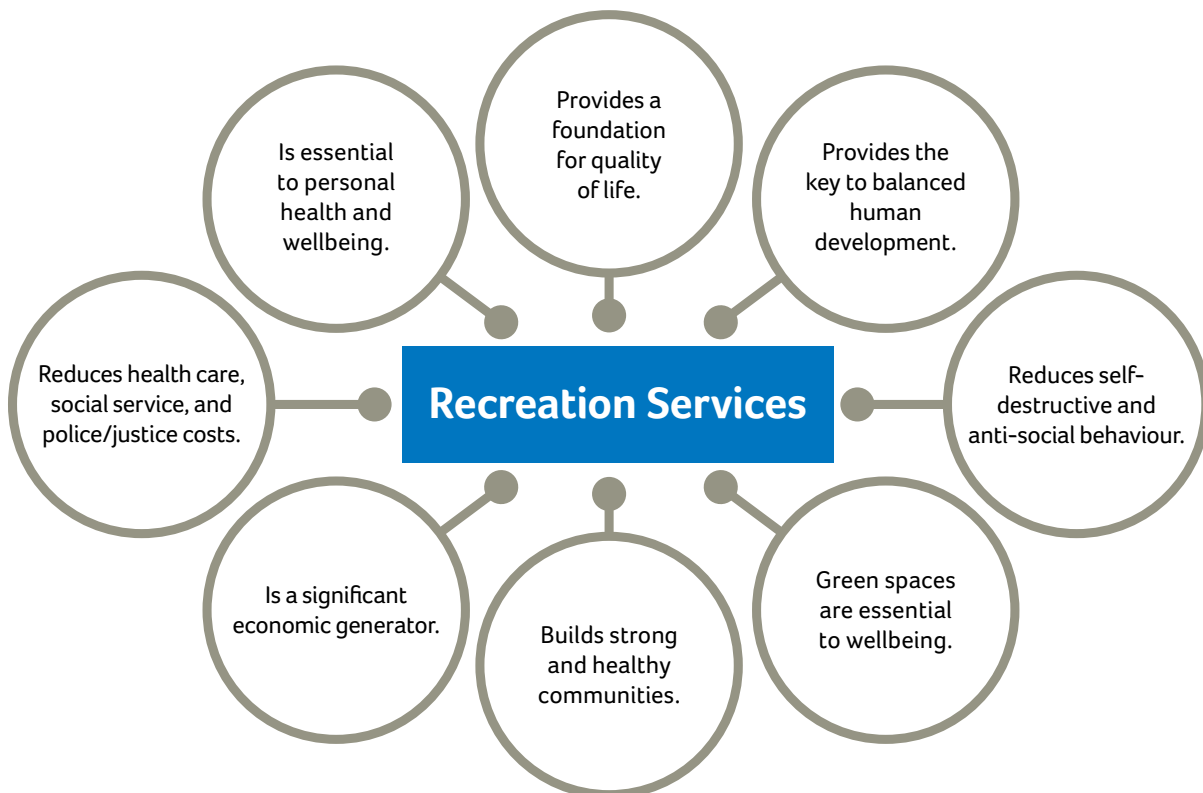 Provides a
foundation
for quality
of life.
Is essential
to personal
health and
wellbeing.
Provides the
key to balanced
human
development.
Reduces health care,
social service, and
police/justice costs.
Recreation Services
Reduces self-
destructive and
anti-social behaviour.
Is a significant
economic generator.
Builds strong
and healthy
communities.
Green spaces
are essential
to wellbeing.